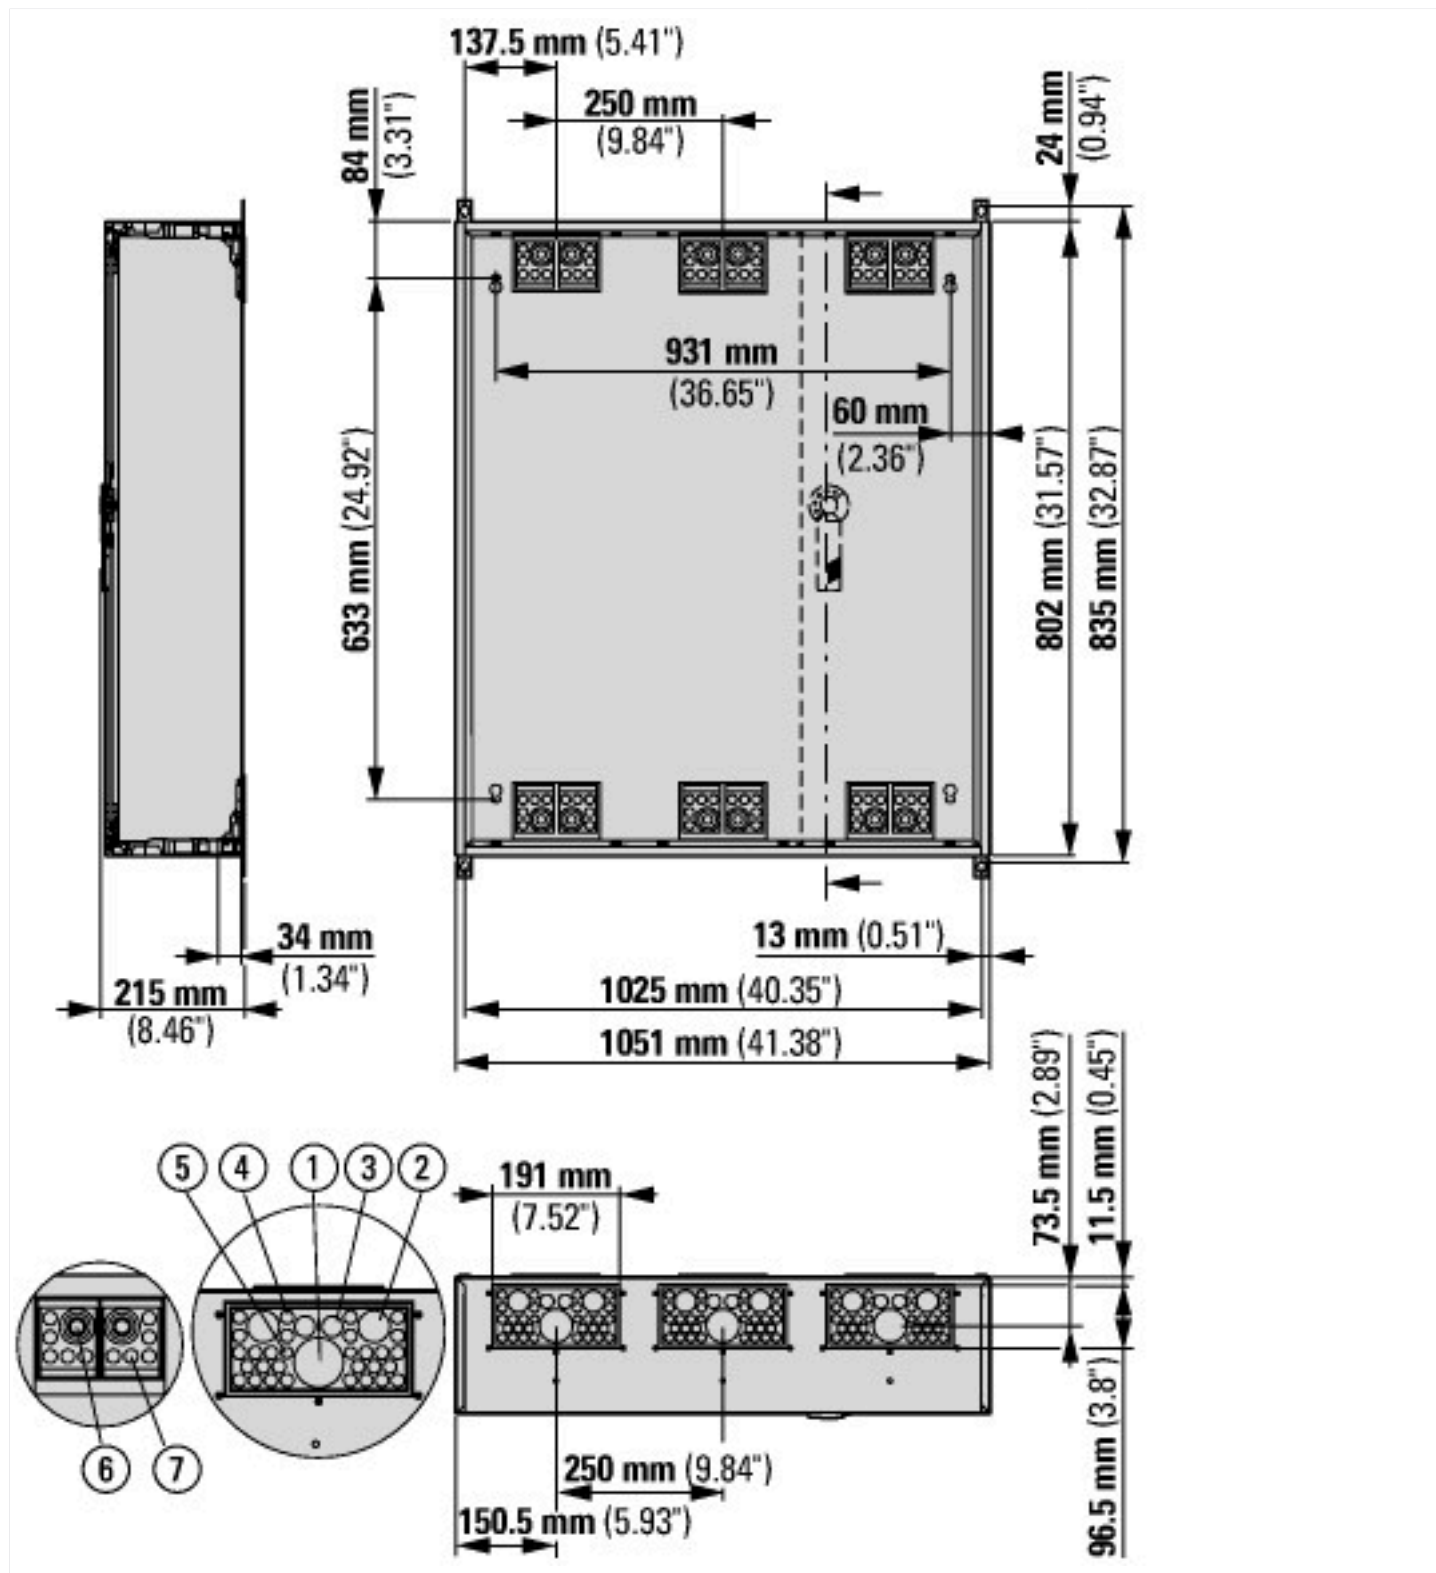 137.5 mm (5.41")
250 mm
(9.84")
84 mm
(3.31")
24 mm
(0.94")
931 mm
(36.65")
60 mm
(2.36")
633 mm (24.92")
802 mm (31.57")
835 mm (32.87")
34 mm
(1.34")
215 mm
(8.46")
13 mm (0.51")
1025 mm (40.35")
1051 mm (41.38")
73.5 mm (2.89")
11.5 mm (0.45")
5 4 1 3 2
191 mm
(7.52")
6 7
250 mm (9.84")
150.5 mm (5.93")
96.5 mm (3.8")